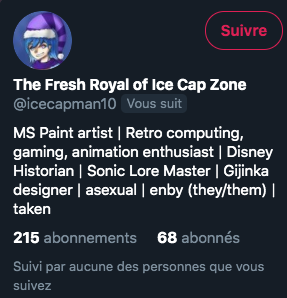 Suivre
The Fresh Royal of Ice Cap Zone
@icecapman10 Vous suit
MS Paint artist | Retro computing,
gaming, animation enthusiast | Disney
Historian | Sonic Lore Master | Gijinka
designer | asexual | enby (they/them) |
taken
215 abonnements 68 abonnés
Suivi par aucune des personnes que vous
suivez